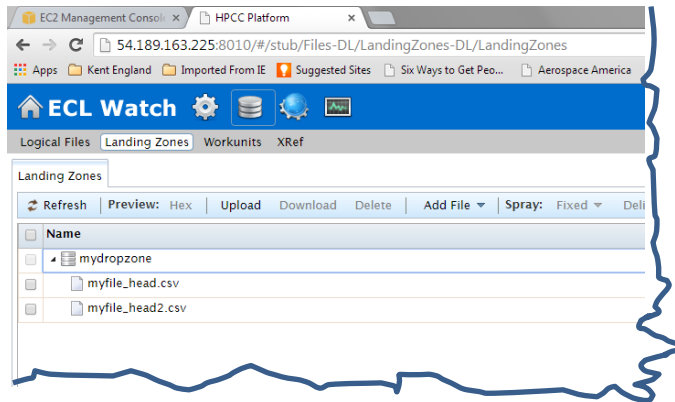 EC2 Management Consol HPCC Platform
54.189.163.225:8010/#/stub/Files-DL/LandingZones-DL/LandingZones
Apps Kent England Imported From IE Suggested Sites Six Ways to Get Peo... Aerospace America
ECL Watch
Logical Files Landing Zones Workunits XRef
Landing Zones
Refresh Preview: Hex Upload Download Delete Add File Spray: Fixed Deli
Name
mydropzone
myfile_head.csv
myfile_head2.csv